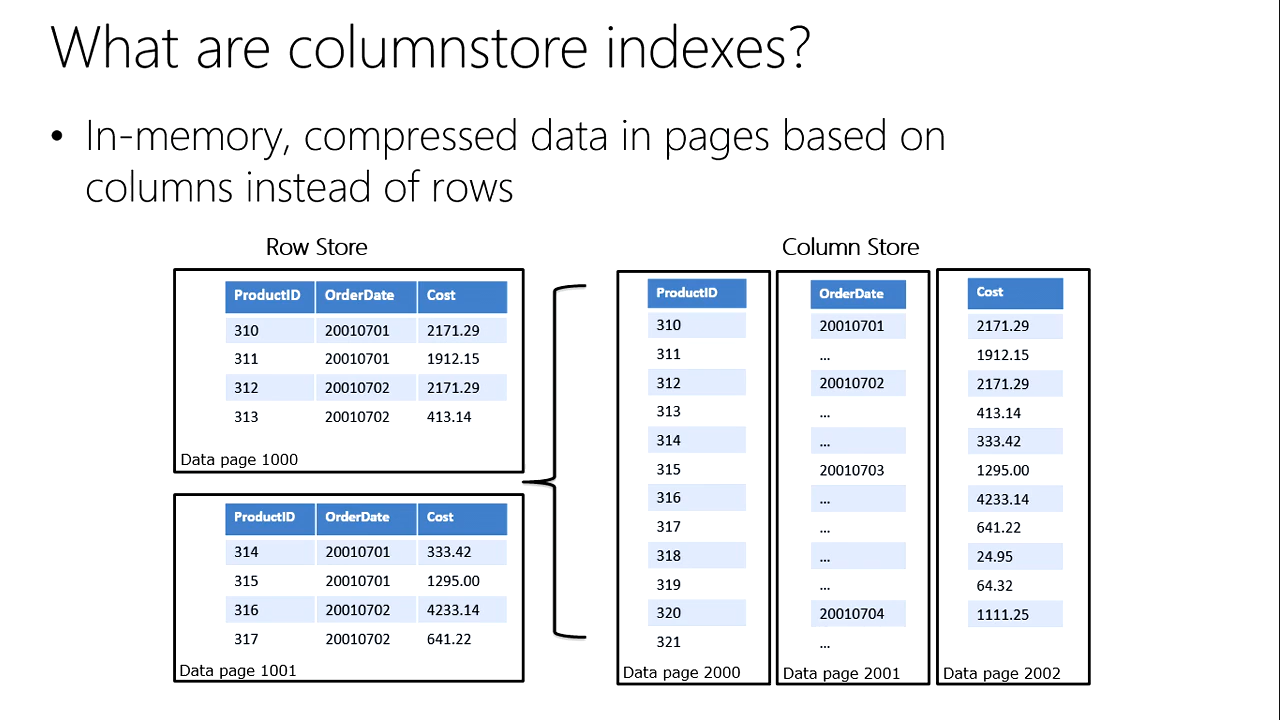 What are columnstore indexes?
• In-memory, compressed data in pages based on
columns instead of rows
Row Store
ProductID OrderDate Cost
310 20010701 2171.29
311 20010701 1912.15
312 20010702 2171.29
313 20010702 413.14
Data page 1000
ProductID OrderDate Cost
314 20010701 333.42
315 20010701 1295.00
316 20010702 4233.14
317 20010702 641.22
Data page 1001
Column Store
ProductID
310
311
312
313
314
315
316
317
318
319
320
321
Data page 2000
OrderDate
20010701
...
20010702
...
...
20010703
...
...
...
...
20010704
...
Data page 2001
Cost
2171.29
1912.15
2171.29
413.14
333.42
1295.00
4233.14
641.22
24.95
64.32
1111.25
Data page 2002